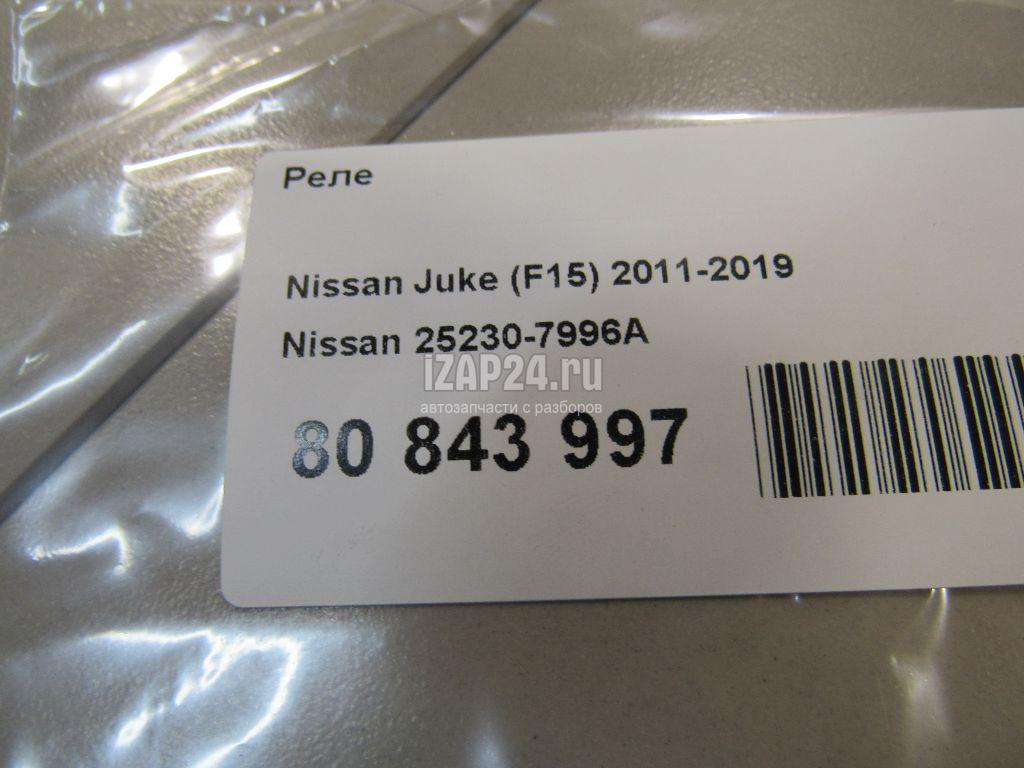 Реле
Nissan Juke (F15) 2011-2019
Nissan 25230-7996A
iZAP24.ru
автозапчасти с разборов
80 843 997